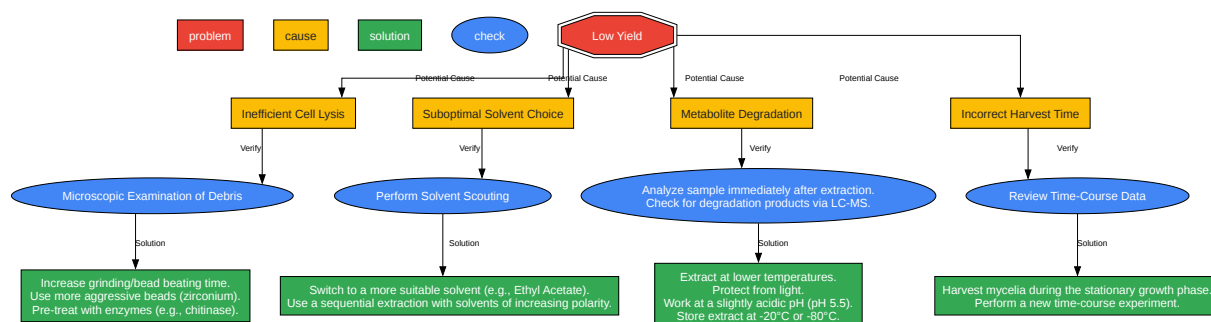 problem
cause
solution
check
Low Yield
Potential Cause
Potential Cause
Potential Cause
Potential Cause
Inefficient Cell Lysis
Suboptimal Solvent Choice
Metabolite Degradation
Incorrect Harvest Time
Verify
Verify
Verify
Verify
Microscopic Examination of Debris
Perform Solvent Scouting
Analyze sample immediately after extraction.
Check for degradation products via LC-MS.
Review Time-Course Data
Solution
Solution
Solution
Solution
Increase grinding/bead beating time.
Use more aggressive beads (zirconium).
Pre-treat with enzymes (e.g., chitinase).
Switch to a more suitable solvent (e.g., Ethyl Acetate).
Use a sequential extraction with solvents of increasing polarity.
Extract at lower temperatures.
Protect from light.
Work at a slightly acidic pH (pH 5.5).
Store extract at -20°C or -80°C.
Harvest mycelia during the stationary growth phase.
Perform a new time-course experiment.